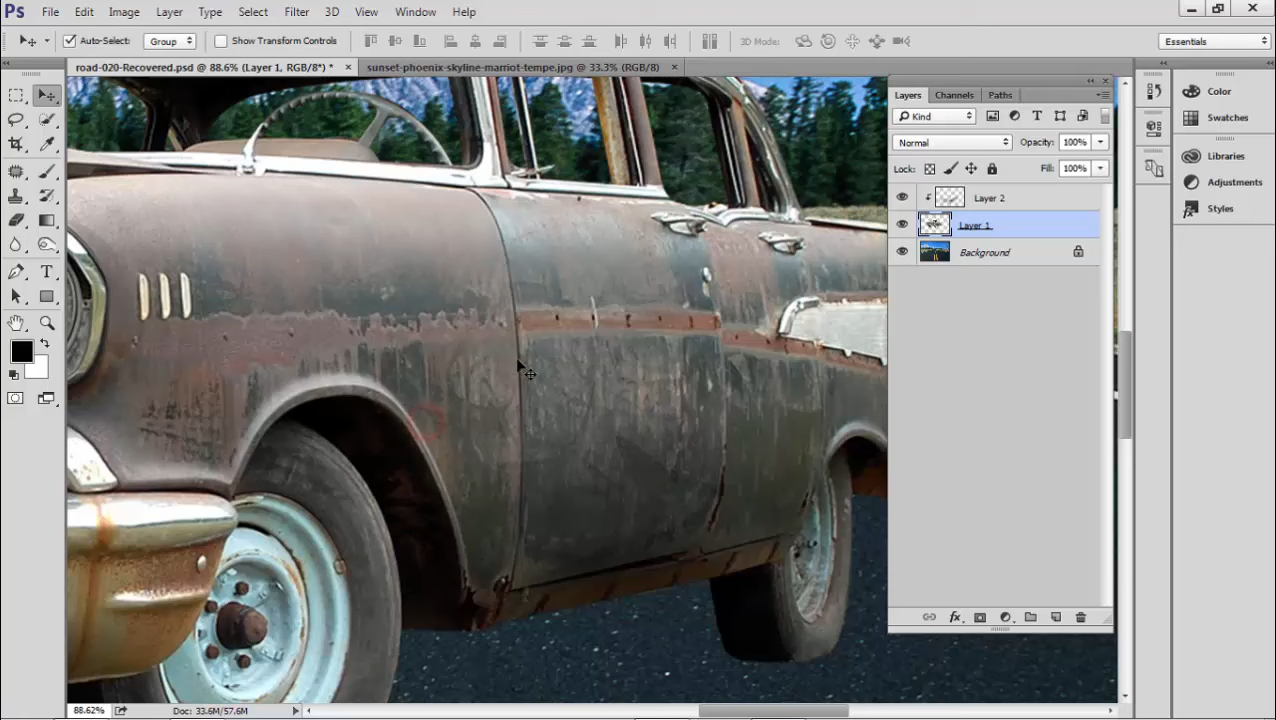 Ps File Edit Image Layer Type Select Filter 3D View Window Help
Auto-Select: Group Show Transform Controls 3D Mode: Essentials
road-020-Recovered.psd @ 88.6% (Layer 1, RGB/8*) * × sunset-phoenix-skyline-marriot-tempe.jpg @ 33.3% (RGB/8) ×
Layers Channels Paths
Kind
Normal Opacity: 100%
Lock: Fill: 100%
Layer 2
Layer 1
Background
Color
Swatches
Libraries
Adjustments
Styles
T
fx
88.62% Doc: 33.6M/57.6M